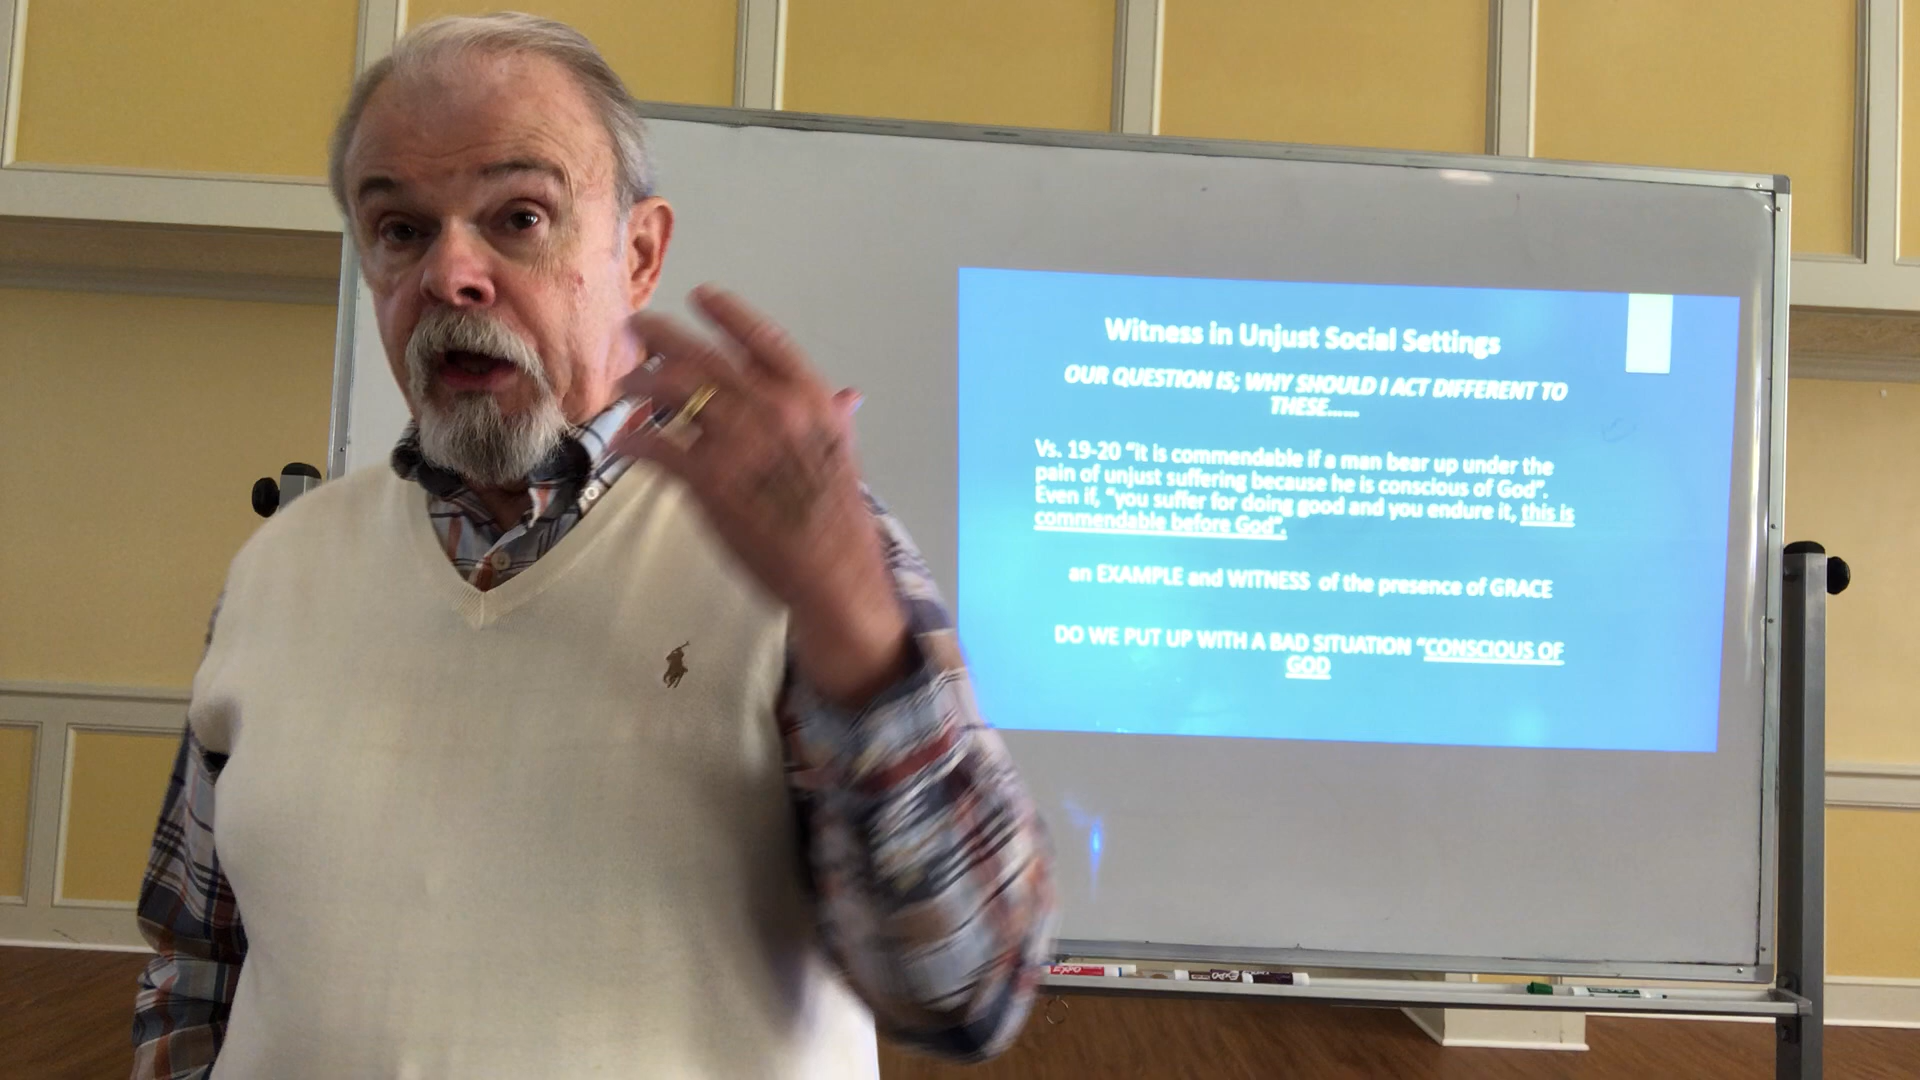 Witness in Unjust Social Settings
OUR QUESTION IS; WHY SHOULD I ACT DIFFERENT TO
THESE......
Vs. 19-20 “It is commendable if a man bear up under the
pain of unjust suffering because he is conscious of God”.
Even if, “you suffer for doing good and you endure it, this is
commendable before God”.
an EXAMPLE and WITNESS of the presence of GRACE
DO WE PUT UP WITH A BAD SITUATION “CONSCIOUS OF
GOD
EXPO
EXPO